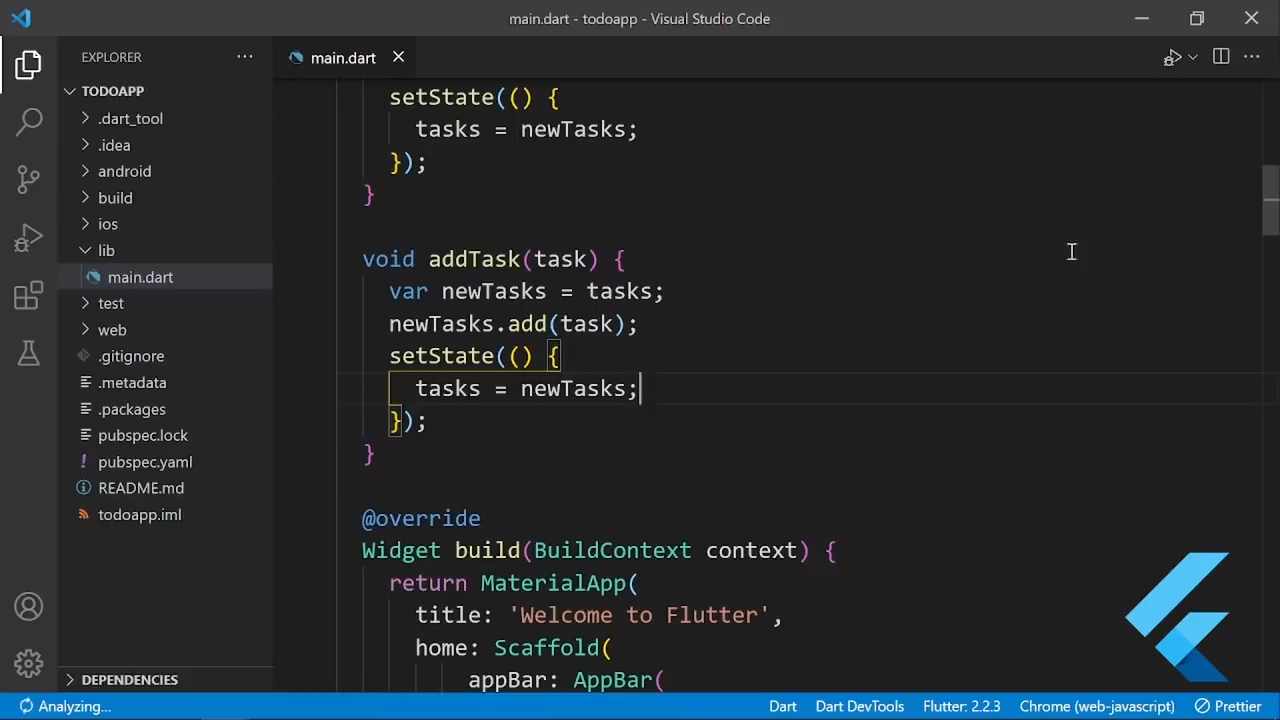 main.dart - todoapp - Visual Studio Code
EXPLORER
main.dart
TODOAPP
.dart_tool
.idea
android
build
ios
lib
main.dart
test
web
.gitignore
.metadata
.packages
pubspec.lock
pubspec.yaml
README.md
todoapp.iml
DEPENDENCIES
setState(() {
tasks = newTasks;
});
}
void addTask(task) {
var newTasks = tasks;
newTasks.add(task);
setState(() {
tasks = newTasks;
});
}
@override
Widget build(BuildContext context) {
return MaterialApp(
title: 'Welcome to Flutter',
home: Scaffold(
appBar: AppBar(
Analyzing...
Dart
Dart DevTools
Flutter: 2.2.3
Chrome (web-javascript)
Prettier